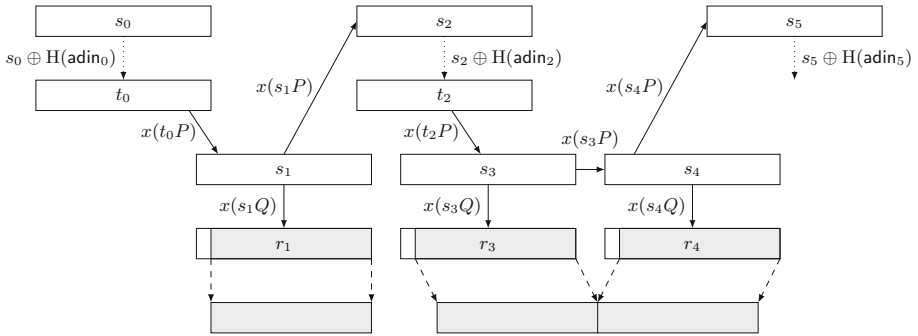 s₀ s₂ s₅
s₀ ⊕ H(adin₀) s₂ ⊕ H(adin₂) s₅ ⊕ H(adin₅)
x(s₁P) x(s₄P)
t₀ t₂
x(t₀P) x(t₂P) x(s₃P)
s₁ s₃ s₄
x(s₁Q) x(s₃Q) x(s₄Q)
r₁ r₃ r₄